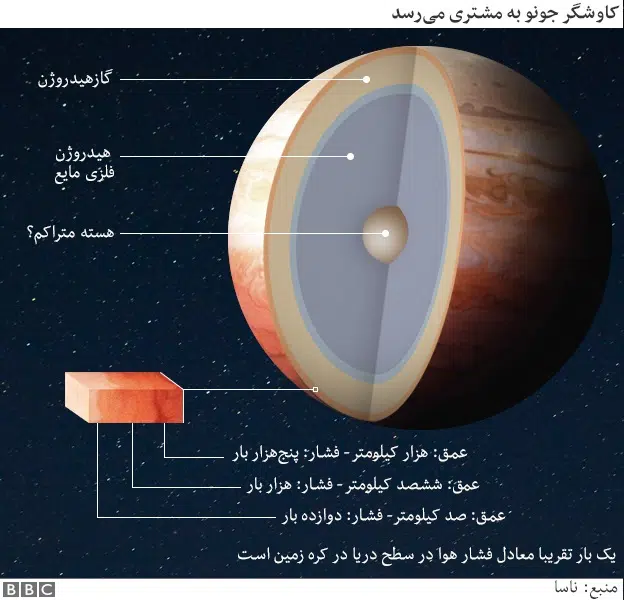 کاوشگر جونو به مشتری می‌رسد
گازهیدروژن
هیدروژن
فلزی مایع
هسته متراکم؟
عمق: هزار کیلومتر- فشار: پنج‌هزار بار
عمق: ششصد کیلومتر- فشار: هزار بار
عمق: صد کیلومتر- فشار: دوازده بار
یک بار تقریبا معادل فشار هوا در سطح دریا در کره زمین است
منبع: ناسا
BBC